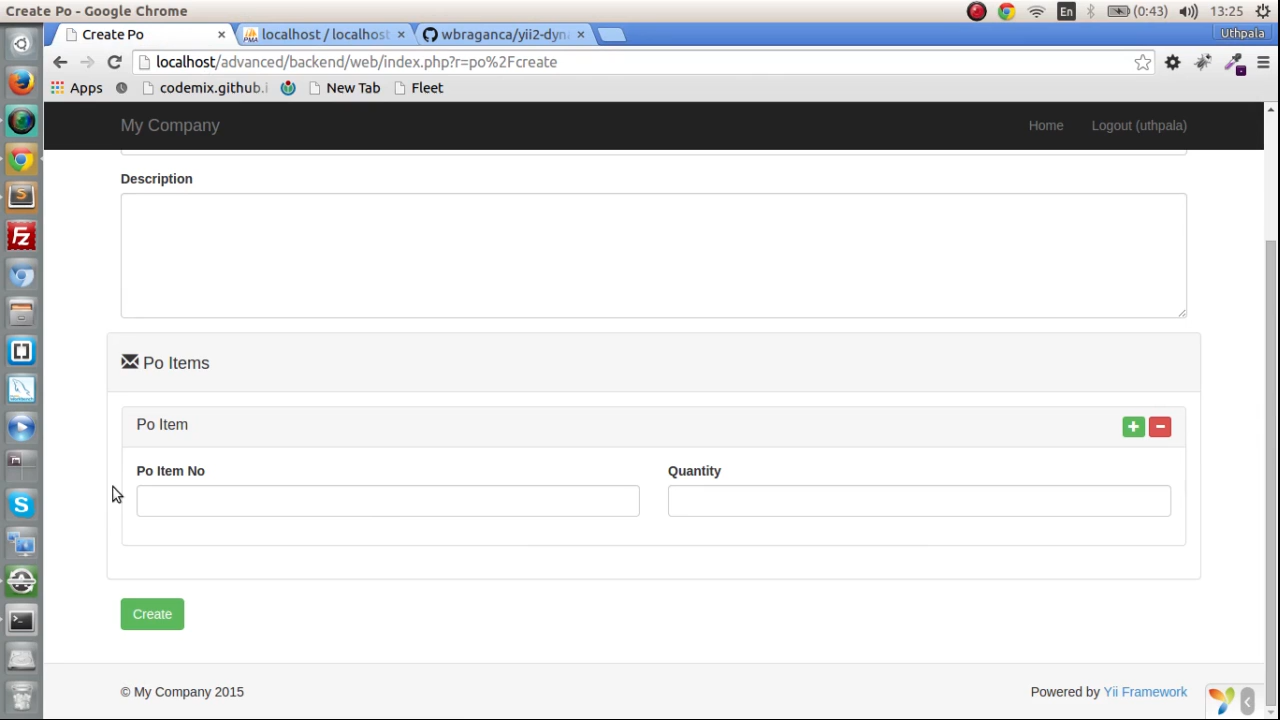 Create Po - Google Chrome
En
(0:43)
13:25
Create Po
localhost / localhost
wbraganca/yii2-dyn
Uthpala
localhost/advanced/backend/web/index.php?r=po%2Fcreate
Apps
codemix.github.i
New Tab
Fleet
My Company
Home
Logout (uthpala)
Description
Po Items
Po Item
Po Item No
Quantity
Create
© My Company 2015
Powered by Yii Framework